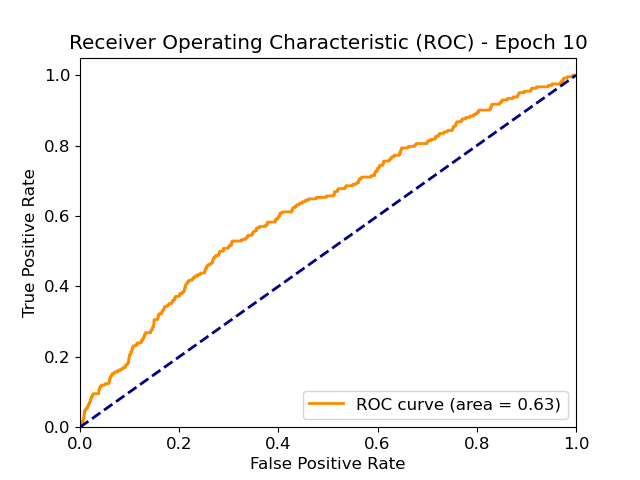 Receiver Operating Characteristic (ROC) - Epoch 10
True Positive Rate
1.0
0.8
0.6
0.4
0.2
0.0
ROC curve (area = 0.63)
0.0 0.2 0.4 0.6 0.8 1.0
False Positive Rate